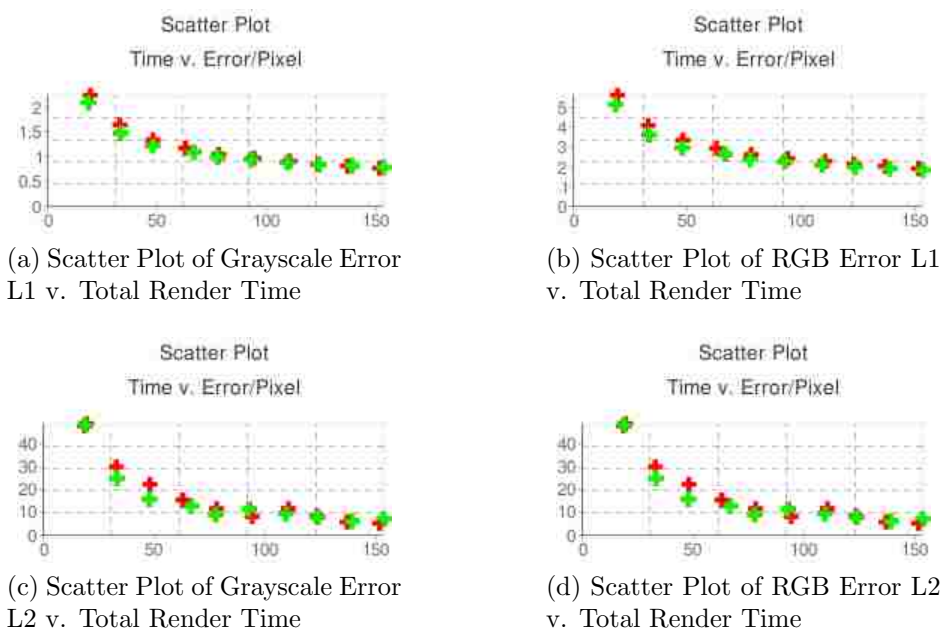 Scatter Plot
Time v. Error/Pixel
2
1.5
1
0.5
0
0 50 100 150
(a) Scatter Plot of Grayscale Error
L1 v. Total Render Time
Scatter Plot
Time v. Error/Pixel
5
4
3
2
1
0
0 50 100 150
(b) Scatter Plot of RGB Error L1
v. Total Render Time
Scatter Plot
Time v. Error/Pixel
40
30
20
10
0
0 50 100 150
(c) Scatter Plot of Grayscale Error
L2 v. Total Render Time
Scatter Plot
Time v. Error/Pixel
40
30
20
10
0
0 50 100 150
(d) Scatter Plot of RGB Error L2
v. Total Render Time